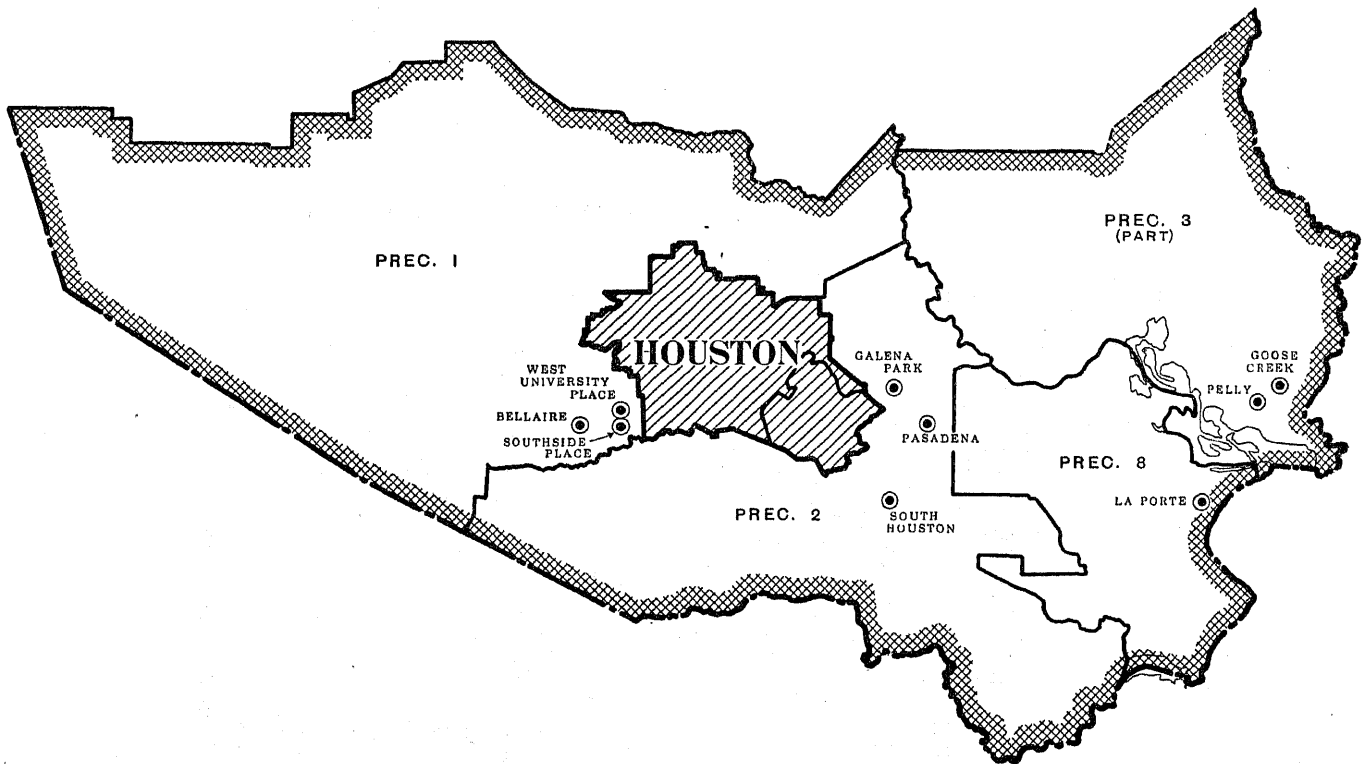 PREC. 3
(PART)
PREC. I
HOUSTON
GALENA
PARK
GOOSE
CREEK
WEST
UNIVERSITY
PLACE
PELLY
BELLAIRE
SOUTHSIDE
PLACE
PASADENA
PREC. 8
PREC. 2
SOUTH
HOUSTON
LA PORTE